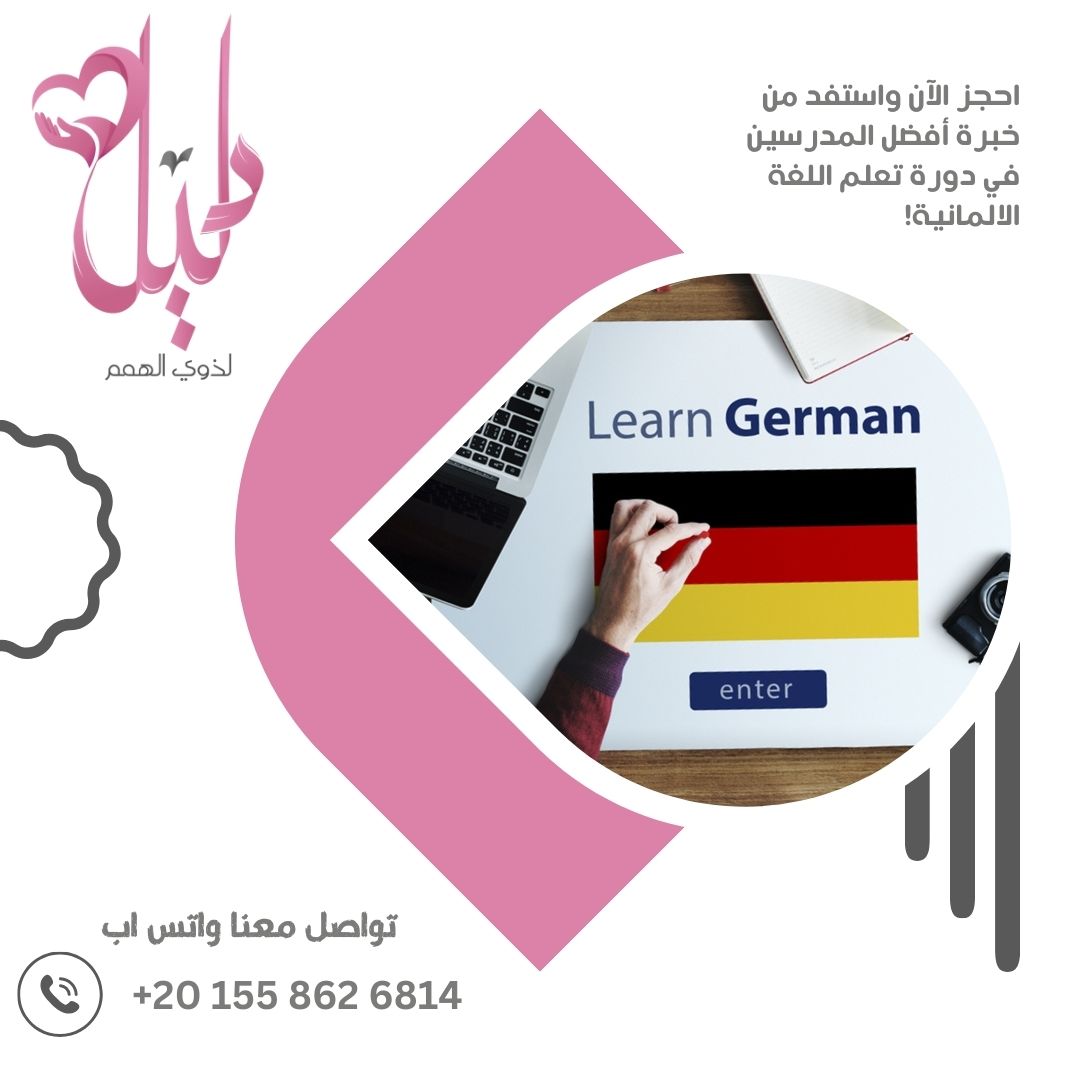 دليل
لذوي الهمم
احجز الآن واستفد من
خبرة أفضل المدرسين
في دورة تعلم اللغة
الالمانية!
Learn German
enter
تواصل معنا واتس اب
+20 155 862 6814